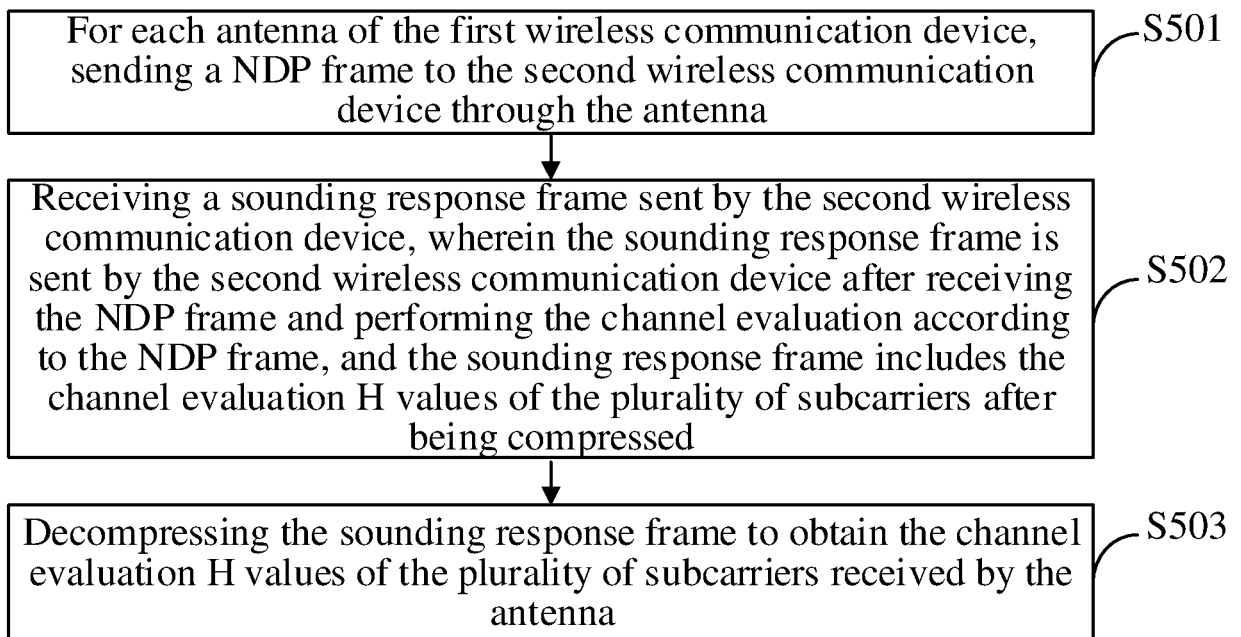 For each antenna of the first wireless communication device,
sending a NDP frame to the second wireless communication
device through the antenna
S501
Receiving a sounding response frame sent by the second wireless
communication device, wherein the sounding response frame is
sent by the second wireless communication device after receiving
the NDP frame and performing the channel evaluation according
to the NDP frame, and the sounding response frame includes the
channel evaluation H values of the plurality of subcarriers after
being compressed
S502
Decompressing the sounding response frame to obtain the channel
evaluation H values of the plurality of subcarriers received by the
antenna
S503